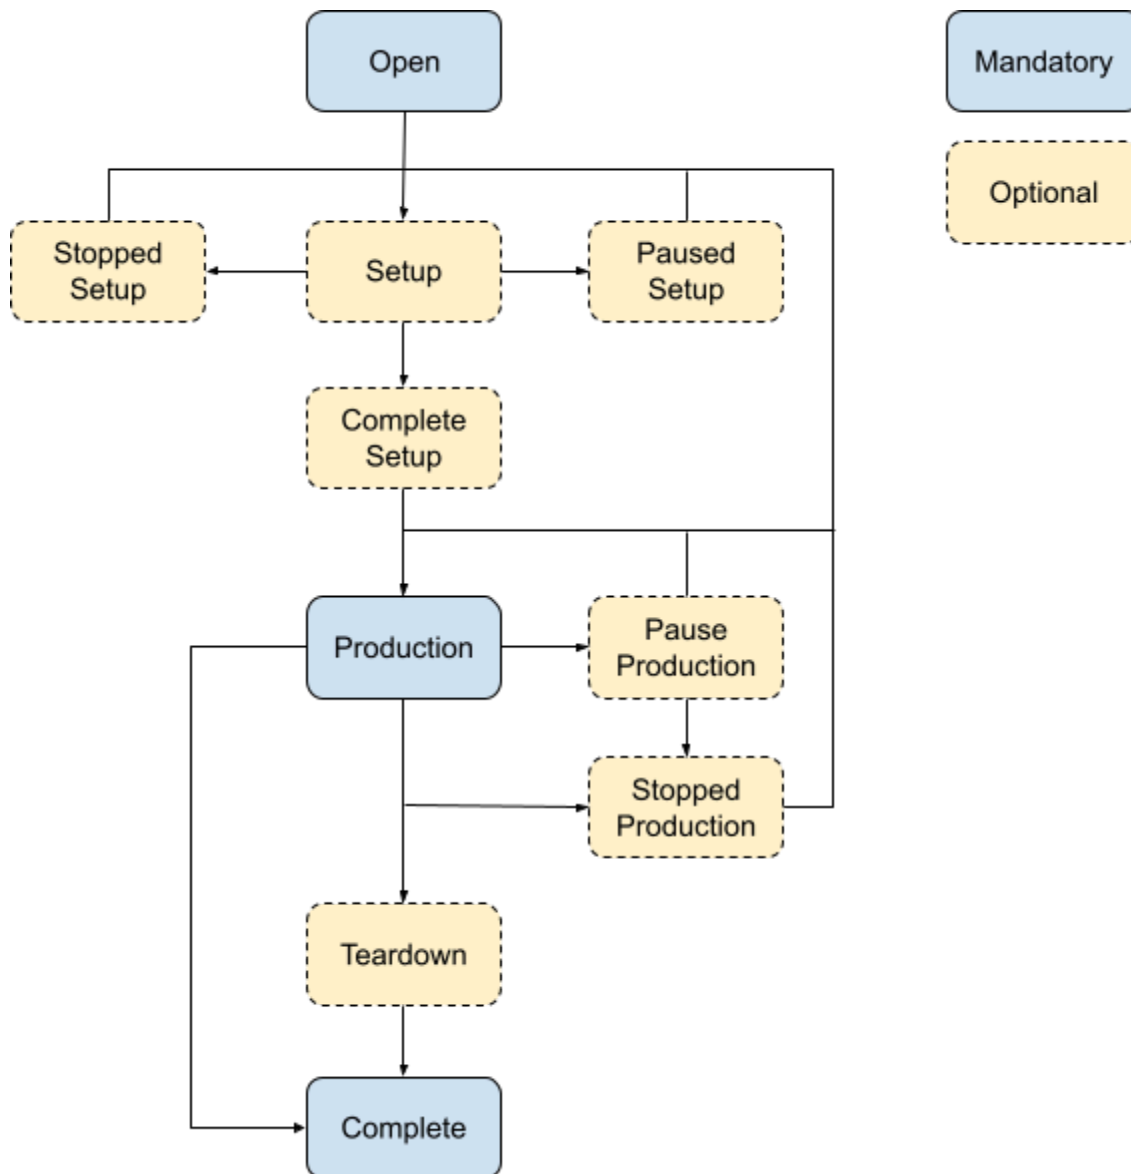 Open
Mandatory
Optional
Stopped
Setup
Setup
Paused
Setup
Complete
Setup
Production
Pause
Production
Stopped
Production
Teardown
Complete